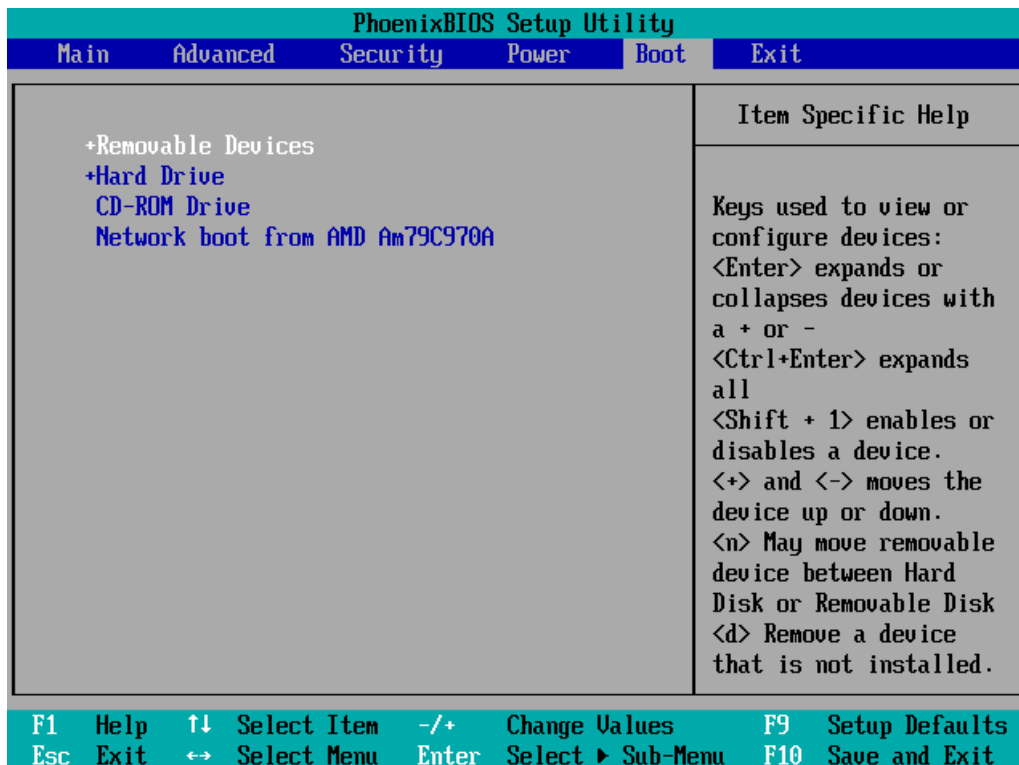 PhoenixBIOS Setup Utility
Main Advanced Security Power Boot Exit
+Removable Devices
+Hard Drive
CD-ROM Drive
Network boot from AMD Am79C970A
Item Specific Help
Keys used to view or
configure devices:
<Enter> expands or
collapses devices with
a + or -
<Ctrl+Enter> expands
all
<Shift + 1> enables or
disables a device.
<+> and <-> moves the
device up or down.
<n> May move removable
device between Hard
Disk or Removable Disk
<d> Remove a device
that is not installed.
F1 Help ↑↓ Select Item -/+ Change Values F9 Setup Defaults
Esc Exit ↔ Select Menu Enter Select ▶ Sub-Menu F10 Save and Exit